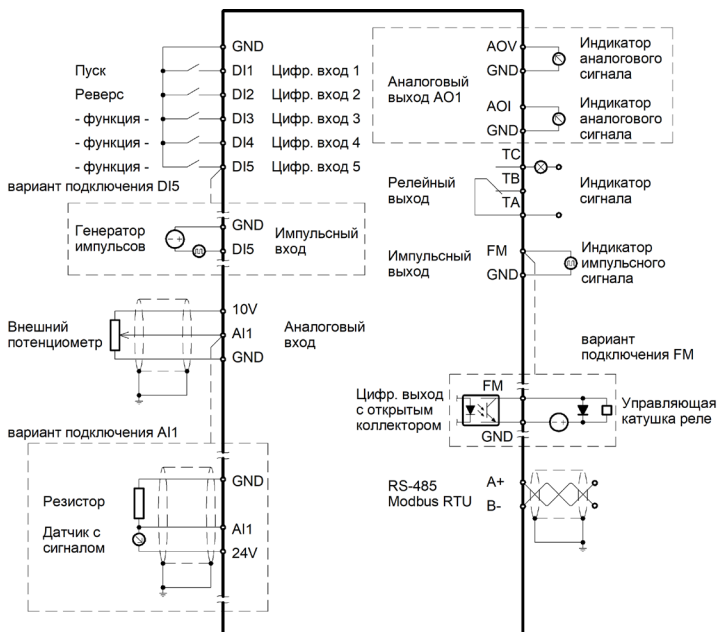 GND
Пуск DI1 Цифр. вход 1
Реверс DI2 Цифр. вход 2
- функция - DI3 Цифр. вход 3
- функция - DI4 Цифр. вход 4
- функция - DI5 Цифр. вход 5
вариант подключения DI5
Генератор
импульсов
GND
DI5
Импульсный
вход
Внешний
потенциометр
10V
AI1
GND
Аналоговый
вход
вариант подключения AI1
Резистор
Датчик с
сигналом
GND
AI1
24V
Аналоговый
выход AO1
AOV
GND
Индикатор
аналогового
сигнала
AOI
GND
Индикатор
аналогового
сигнала
Релейный
выход
TC
TB
TA
Индикатор
сигнала
Импульсный
выход
FM
GND
Индикатор
импульсного
сигнала
вариант
подключения FM
Цифр. выход
с открытым
коллектором
FM
GND
Управляющая
катушка реле
RS-485
Modbus RTU
A+
B-